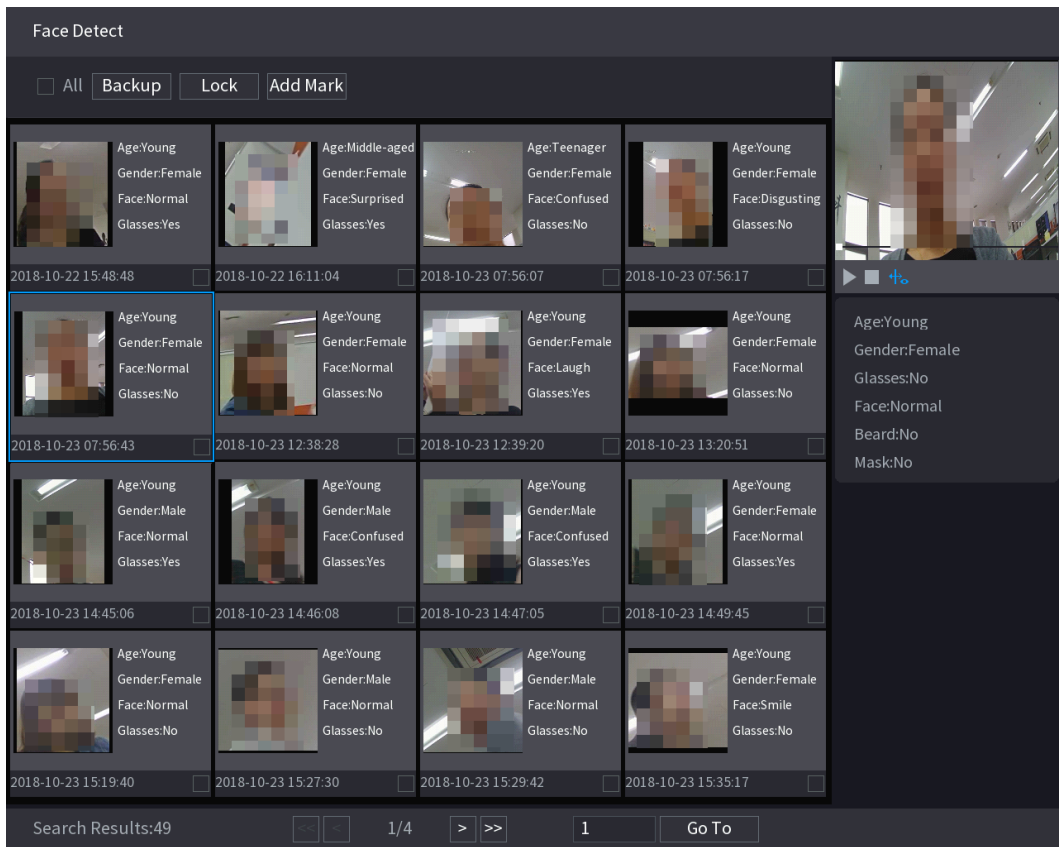 Face Detect
All Backup Lock Add Mark
Age:Young
Gender:Female
Face:Normal
Glasses:Yes
2018-10-22 15:48:48
Age:Middle-aged
Gender:Female
Face:Surprised
Glasses:Yes
2018-10-22 16:11:04
Age:Teenager
Gender:Female
Face:Confused
Glasses:No
2018-10-23 07:56:07
Age:Young
Gender:Female
Face:Disgusting
Glasses:No
2018-10-23 07:56:17
Age:Young
Gender:Female
Face:Normal
Glasses:No
2018-10-23 07:56:43
Age:Young
Gender:Female
Face:Normal
Glasses:No
2018-10-23 12:38:28
Age:Young
Gender:Female
Face:Laugh
Glasses:Yes
2018-10-23 12:39:20
Age:Young
Gender:Female
Face:Normal
Glasses:No
2018-10-23 13:20:51
Age:Young
Gender:Male
Face:Normal
Glasses:Yes
2018-10-23 14:45:06
Age:Young
Gender:Male
Face:Confused
Glasses:Yes
2018-10-23 14:46:08
Age:Young
Gender:Male
Face:Confused
Glasses:Yes
2018-10-23 14:47:05
Age:Young
Gender:Female
Face:Normal
Glasses:Yes
2018-10-23 14:49:45
Age:Young
Gender:Female
Face:Normal
Glasses:No
2018-10-23 15:19:40
Age:Young
Gender:Male
Face:Normal
Glasses:No
2018-10-23 15:27:30
Age:Young
Gender:Male
Face:Normal
Glasses:No
2018-10-23 15:29:42
Age:Young
Gender:Female
Face:Smile
Glasses:No
2018-10-23 15:35:17
Age:Young
Gender:Female
Glasses:No
Face:Normal
Beard:No
Mask:No
Search Results:49 << < 1/4 > >> 1 Go To